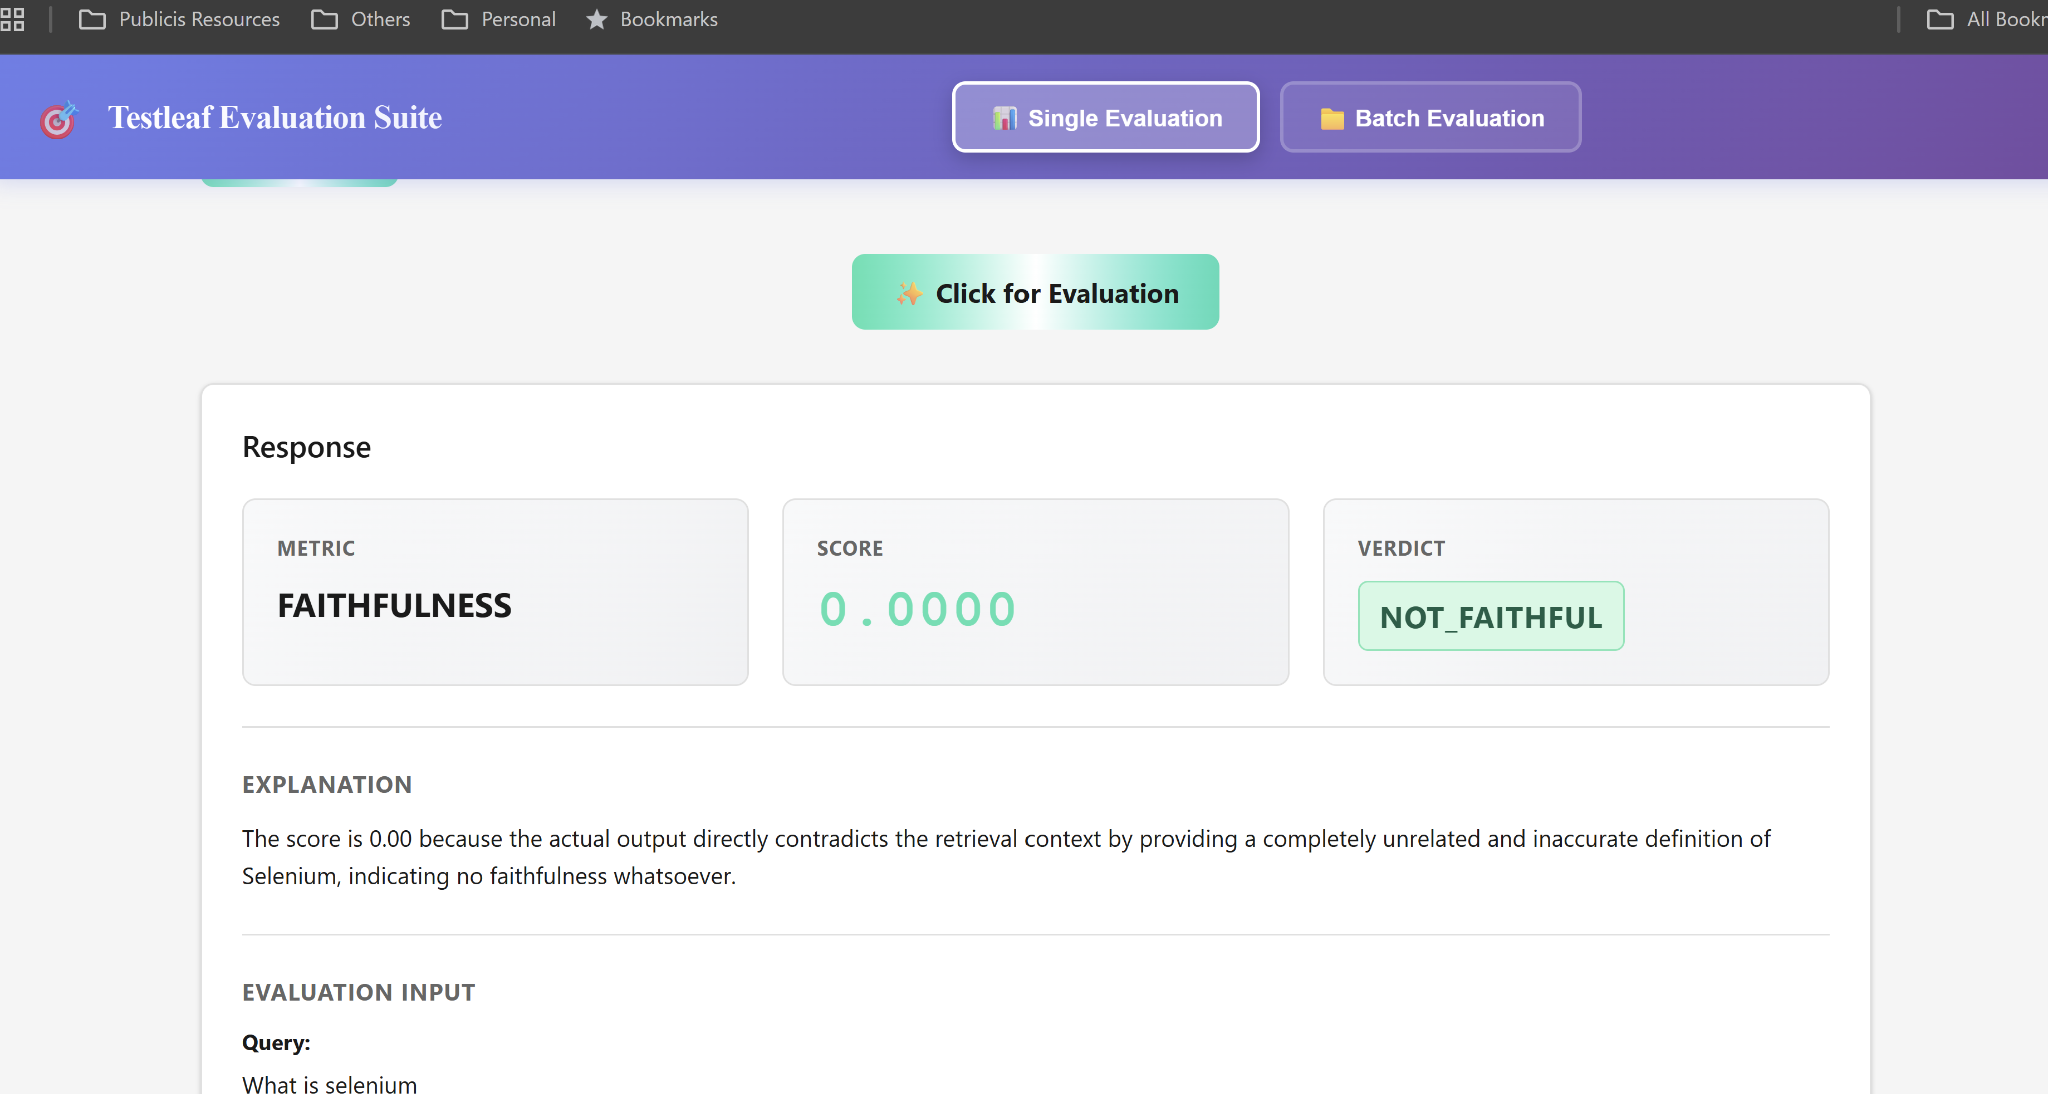 Publicis Resources Others Personal Bookmarks All Bookm
Testleaf Evaluation Suite
Single Evaluation
Batch Evaluation
Click for Evaluation
Response
METRIC
FAITHFULNESS
SCORE
0.0000
VERDICT
NOT_FAITHFUL
EXPLANATION
The score is 0.00 because the actual output directly contradicts the retrieval context by providing a completely unrelated and inaccurate definition of
Selenium, indicating no faithfulness whatsoever.
EVALUATION INPUT
Query:
What is selenium